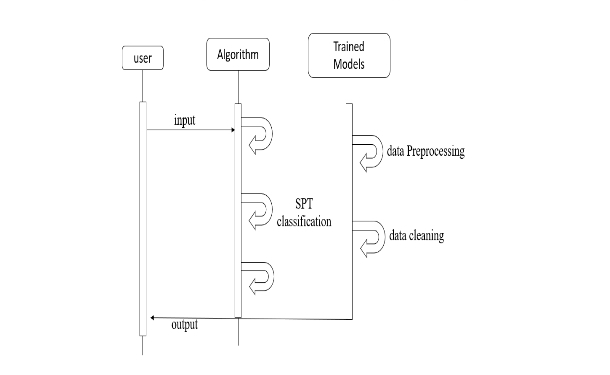 user
Algorithm
Trained
Models
input
data Preprocessing
SPT
classification
data cleaning
output